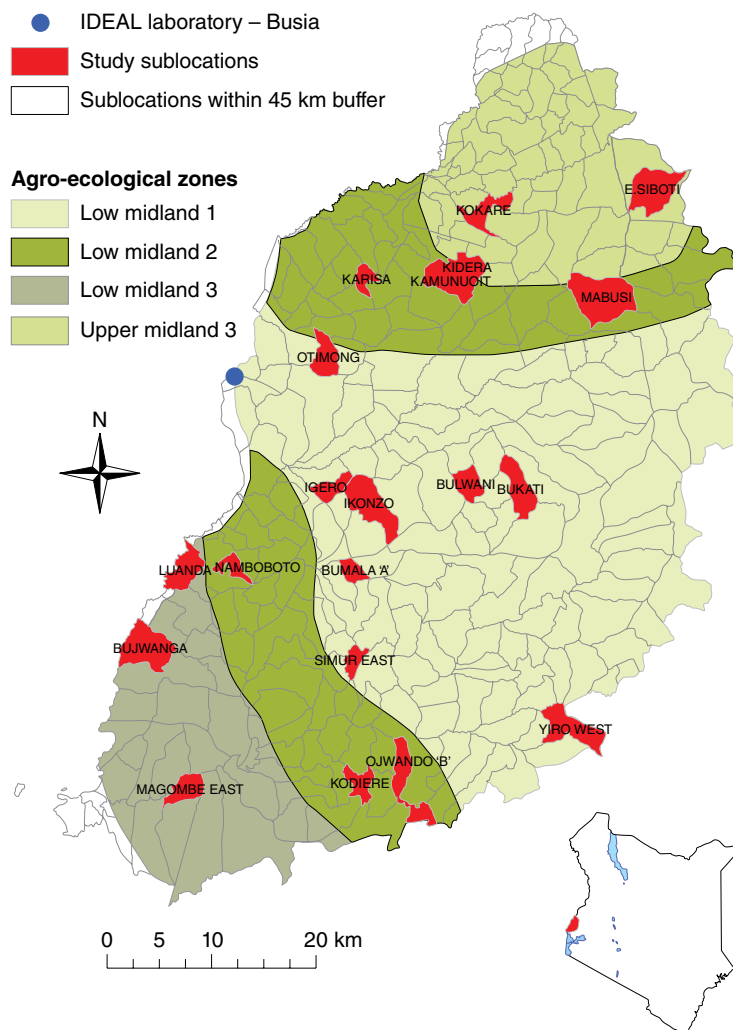 IDEAL laboratory – Busia
Study sublocations
Sublocations within 45 km buffer
Agro-ecological zones
Low midland 1
Low midland 2
Low midland 3
Upper midland 3
E.SIBOTI
KOKARE
KIDERA
KARISA
KAMUNUOIT
MABUSI
OTIMONG
N
IGERO
IKONZO
BULWANI
BUKATI
LUANDA
NAMBOBOTO
BUMALA ‘A’
BUJWANGA
SIMUR EAST
YIRO WEST
OJWANDO ‘B’
KODIERE
MAGOMBE EAST
0 5 10 20 km